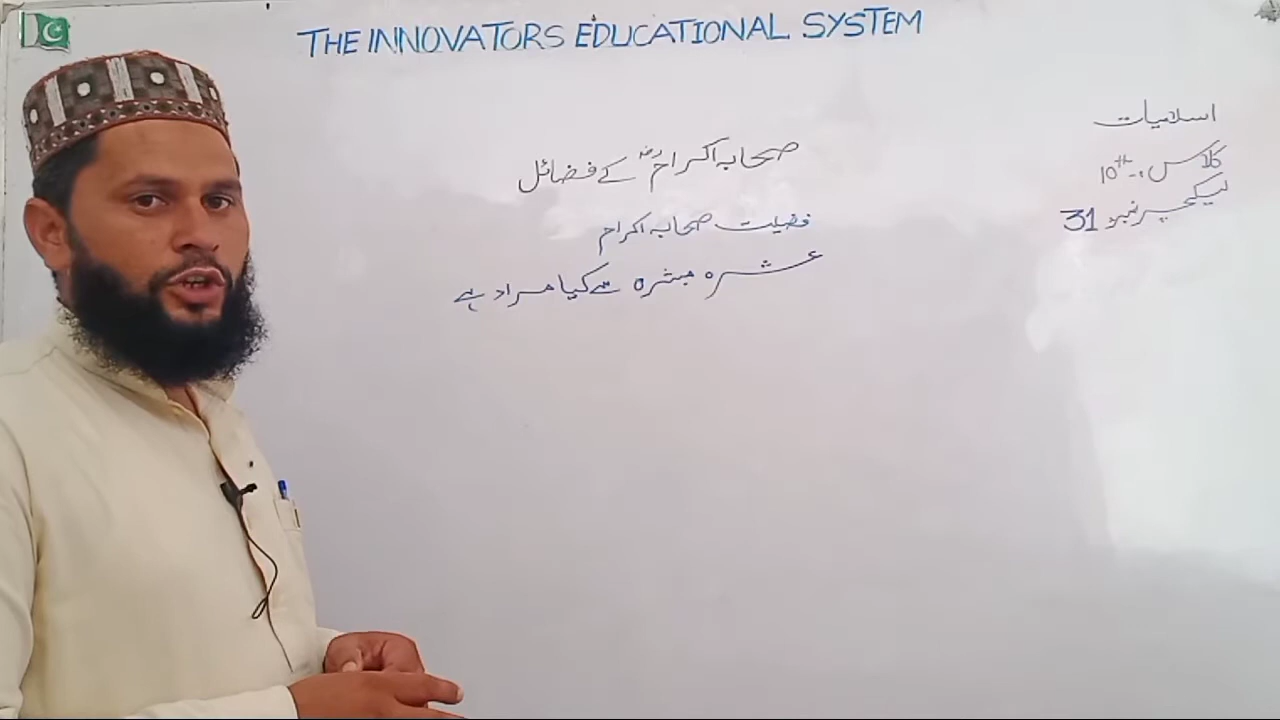 THE INNOVATORS EDUCATIONAL SYSTEM
اسلامیات
کلاس :- 10th
لیکچر نمبر 31
صحابہ اکرامؓ کے فضائل
فضیلت صحابہ اکرام
عشرہ مبشرہ سے کیا مراد ہے